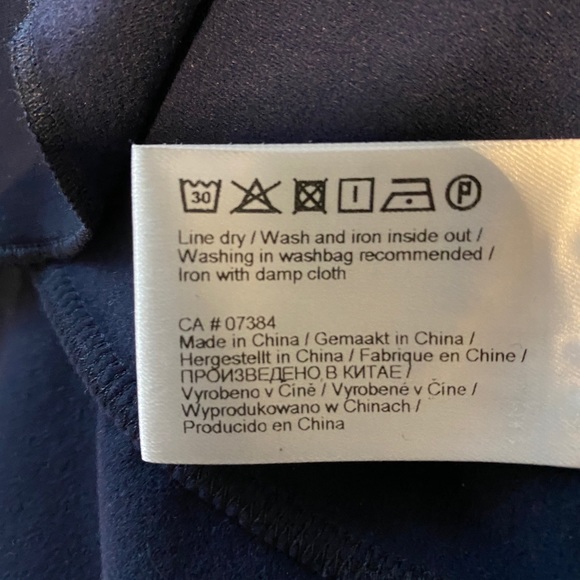 30 P
Line dry / Wash and iron inside out /
Washing in washbag recommended /
Iron with damp cloth
CA # 07384
Made in China / Gemaakt in China /
Hergestellt in China / Fabrique en Chine /
ПРОИЗВЕДЕНО В КИТАЕ /
Vyrobeno v Číně / Vyrobené v Číne /
Wyprodukowano w Chinach /
Producido en China